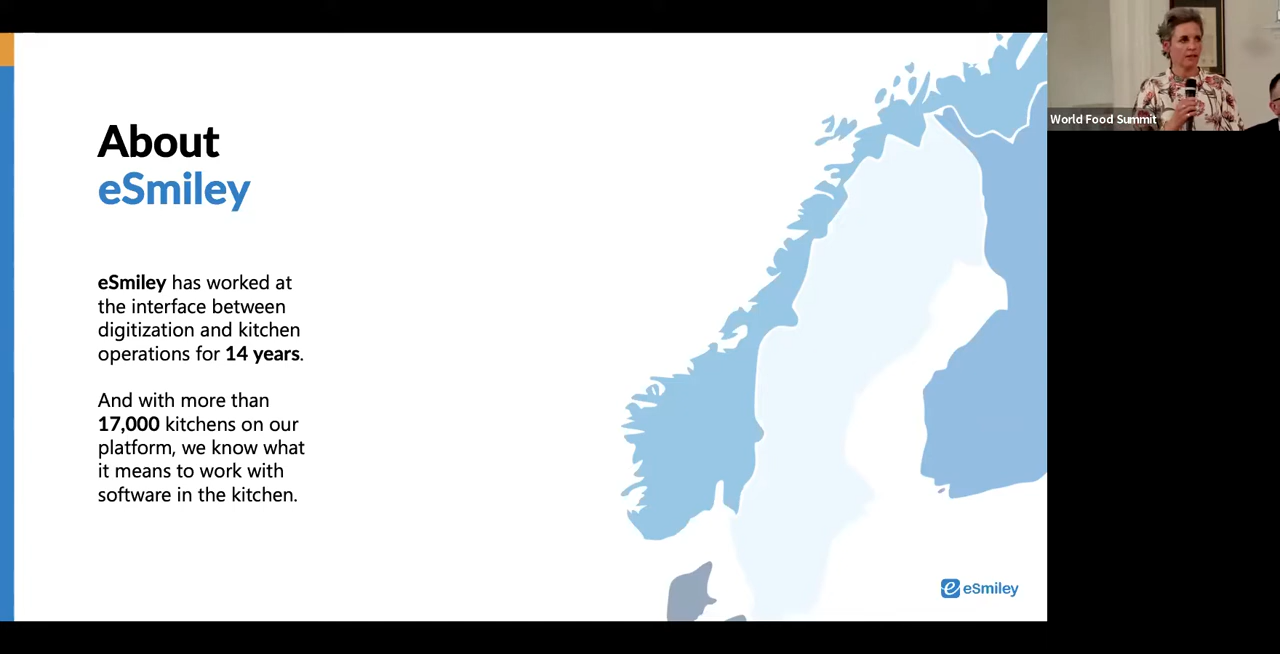 About
eSmiley
eSmiley has worked at
the interface between
digitization and kitchen
operations for 14 years.
And with more than
17,000 kitchens on our
platform, we know what
it means to work with
software in the kitchen.
eSmiley
World Food Summit